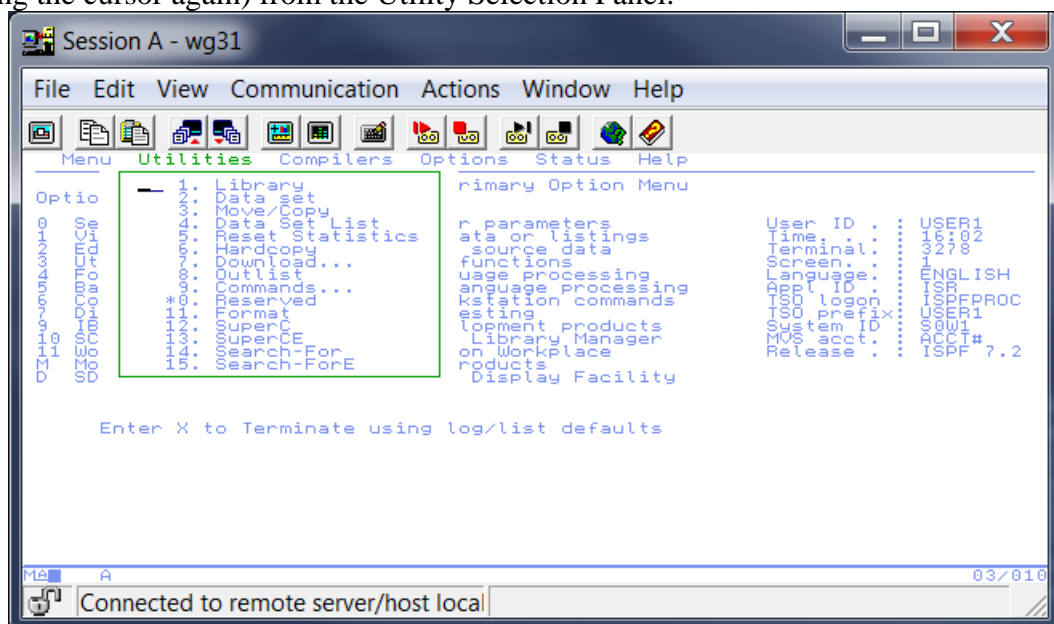 ng the cursor again) from the Utility Selection Panel.
Session A - wg31
File Edit View Communication Actions Window Help
Menu Utilities Compilers Options Status Help
1. Library rimary Option Menu
Optio 2. Data set
3. Move/Copy
0 Se 4. Data Set List r parameters User ID . : USER1
1 Vi 5. Reset Statistics ata or listings Time. . . : 16:02
2 Ed 6. Hardcopy source data Terminal. : 3278
3 Ut 7. Download... functions Screen. . : 1
4 Fo 8. Outlist uage processing Language. : ENGLISH
5 Ba 9. Commands... anguage processing Appl ID . : ISR
6 Co *0. Reserved kstation commands TSO logon : ISPFPROC
7 Di 11. Format esting TSO prefix: USER1
9 IB 12. SuperC lopment products System ID : S0W1
10 SC 13. SuperCE Library Manager MVS acct. : ACCT#
11 Wo 14. Search-For on Workplace Release . : ISPF 7.2
M Mo 15. Search-ForE roducts
D SD Display Facility
Enter X to Terminate using log/list defaults
MA A 03/010
Connected to remote server/host local